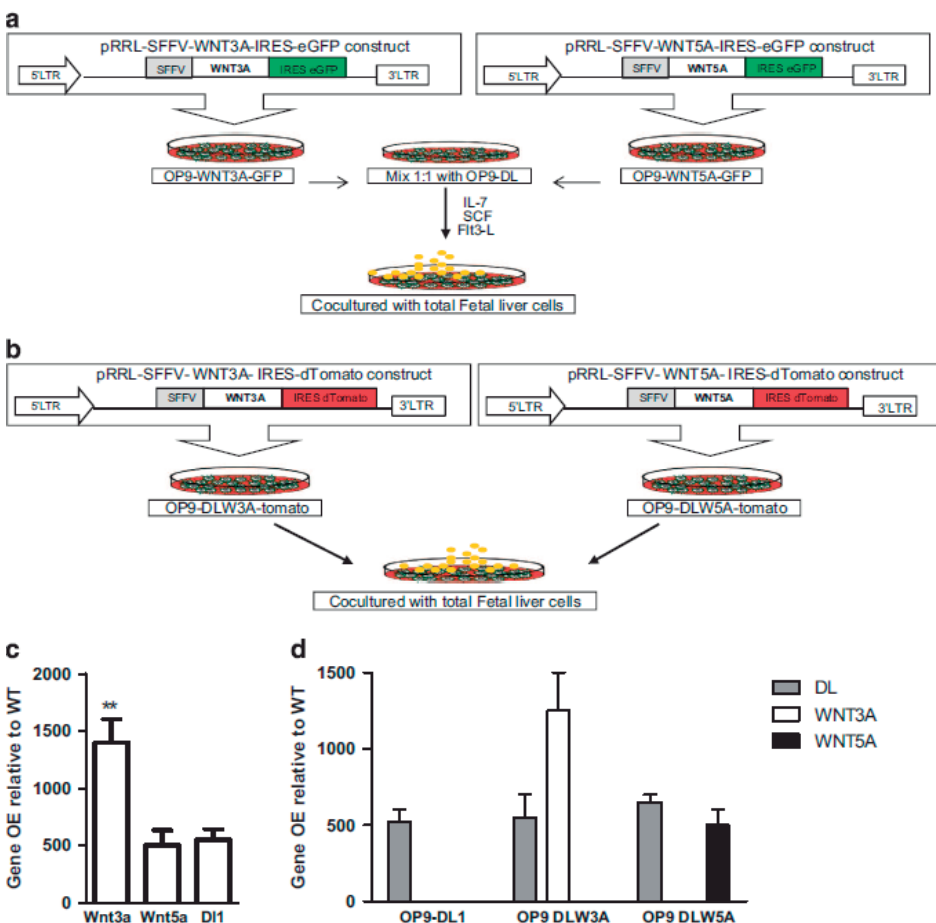 a
pRRL-SFFV-WNT3A-IRES-eGFP construct
5'LTR
SFFV
WNT3A
IRES eGFP
3'LTR
pRRL-SFFV-WNT5A-IRES-eGFP construct
5'LTR
SFFV
WNT5A
IRES eGFP
3'LTR
OP9-WNT3A-GFP
Mix 1:1 with OP9-DL
OP9-WNT5A-GFP
IL-7
SCF
Flt3-L
Cocultured with total Fetal liver cells
b
pRRL-SFFV- WNT3A- IRES-dTomato construct
5'LTR
SFFV
WNT3A
IRES dTomato
3'LTR
pRRL-SFFV- WNT5A- IRES-dTomato construct
5'LTR
SFFV
WNT5A
IRES dTomato
3'LTR
OP9-DLW3A-tomato
OP9-DLW5A-tomato
Cocultured with total Fetal liver cells
c
Gene OE relative to WT
2000
1500
1000
500
0
**
Wnt3a Wnt5a Dl1
d
Gene OE relative to WT
1500
1000
500
0
OP9-DL1 OP9 DLW3A OP9 DLW5A
DL
WNT3A
WNT5A